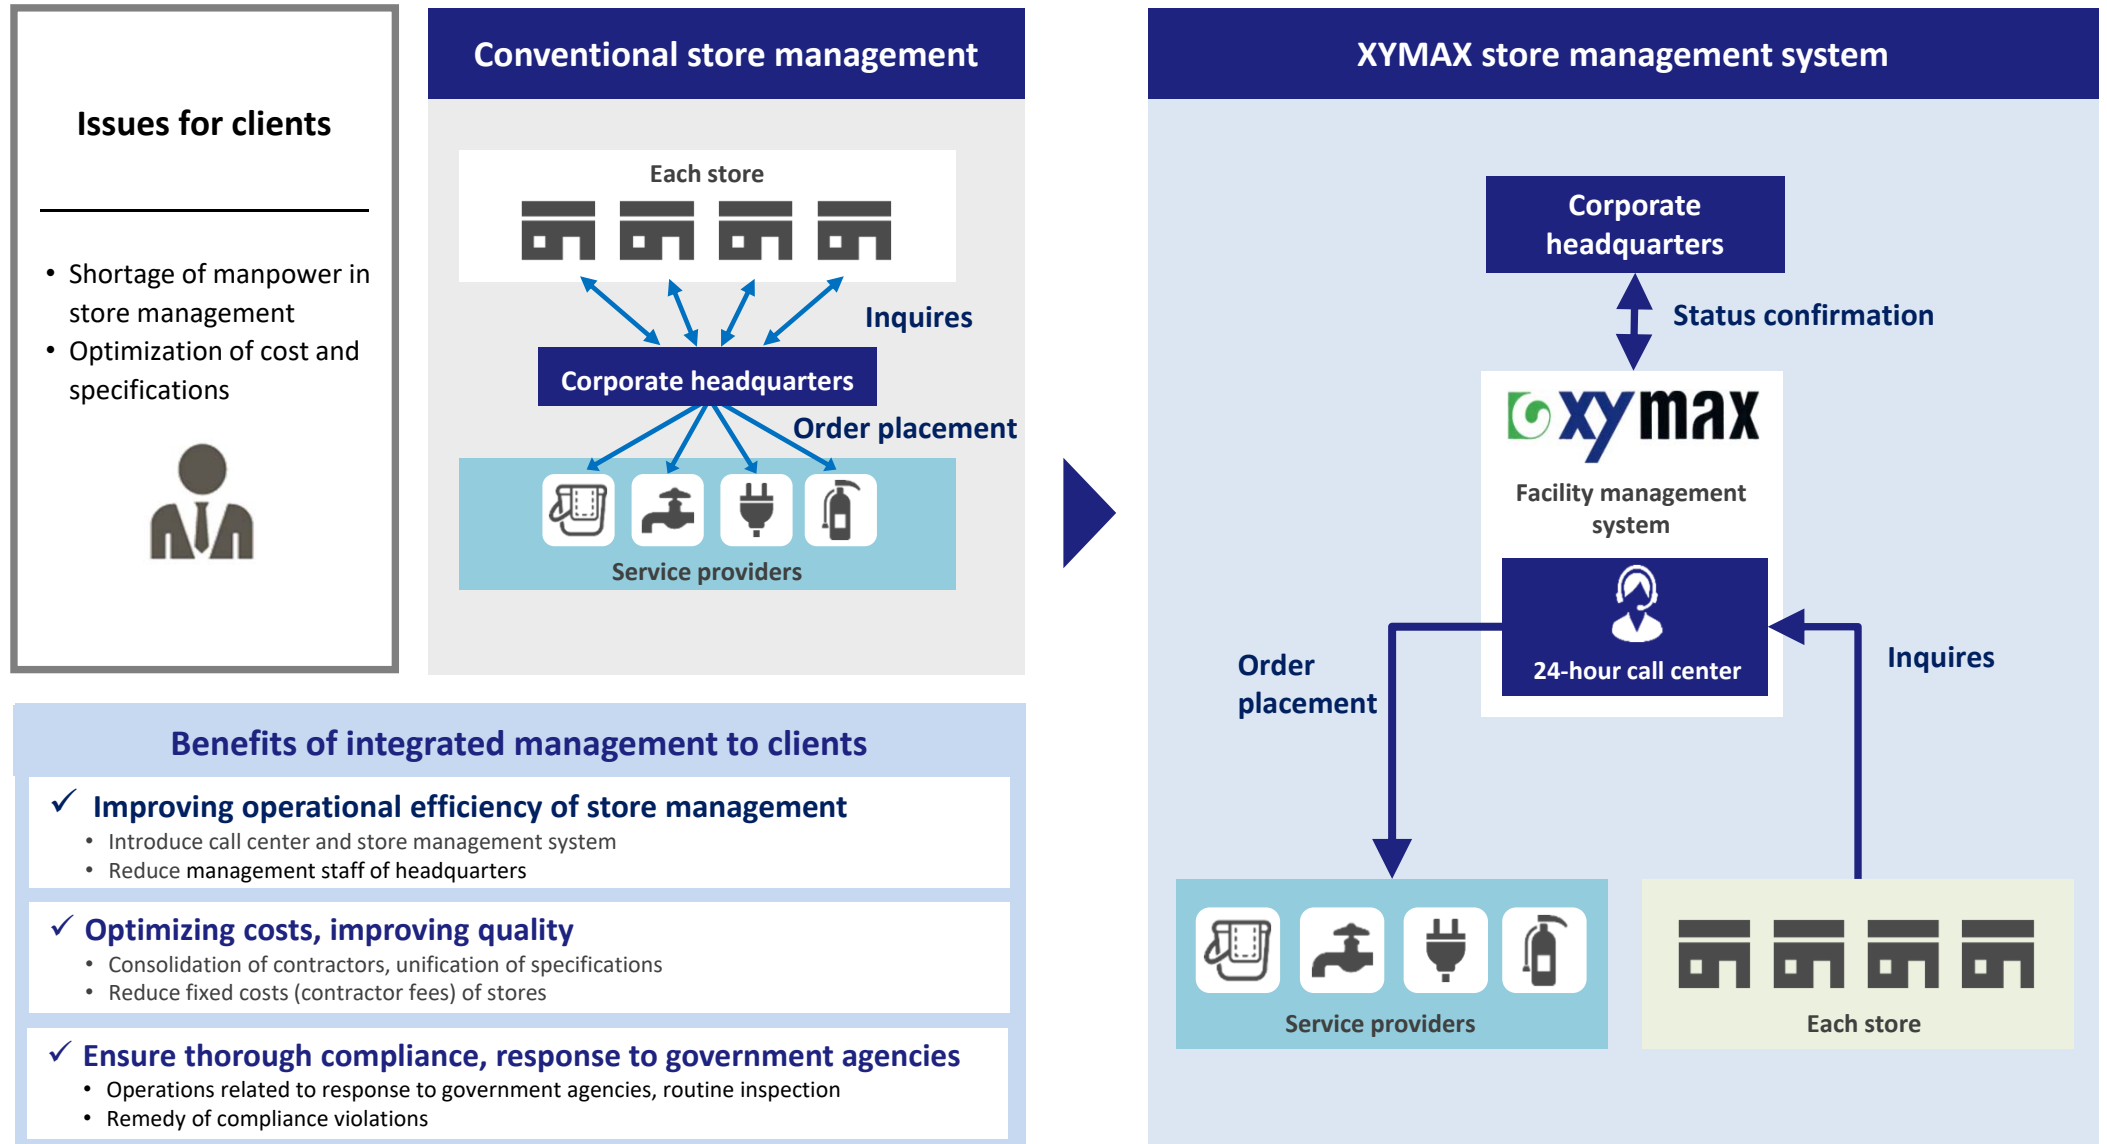 Issues for clients
• Shortage of manpower in
store management
• Optimization of cost and
specifications
Conventional store management
Each store
Inquires
Corporate headquarters
Order placement
Service providers
Benefits of integrated management to clients
✓ Improving operational efficiency of store management
• Introduce call center and store management system
• Reduce management staff of headquarters
✓ Optimizing costs, improving quality
• Consolidation of contractors, unification of specifications
• Reduce fixed costs (contractor fees) of stores
✓ Ensure thorough compliance, response to government agencies
• Operations related to response to government agencies, routine inspection
• Remedy of compliance violations
XYMAX store management system
Corporate
headquarters
Status confirmation
xymax
Facility management
system
24-hour call center
Order
placement
Inquires
Service providers
Each store